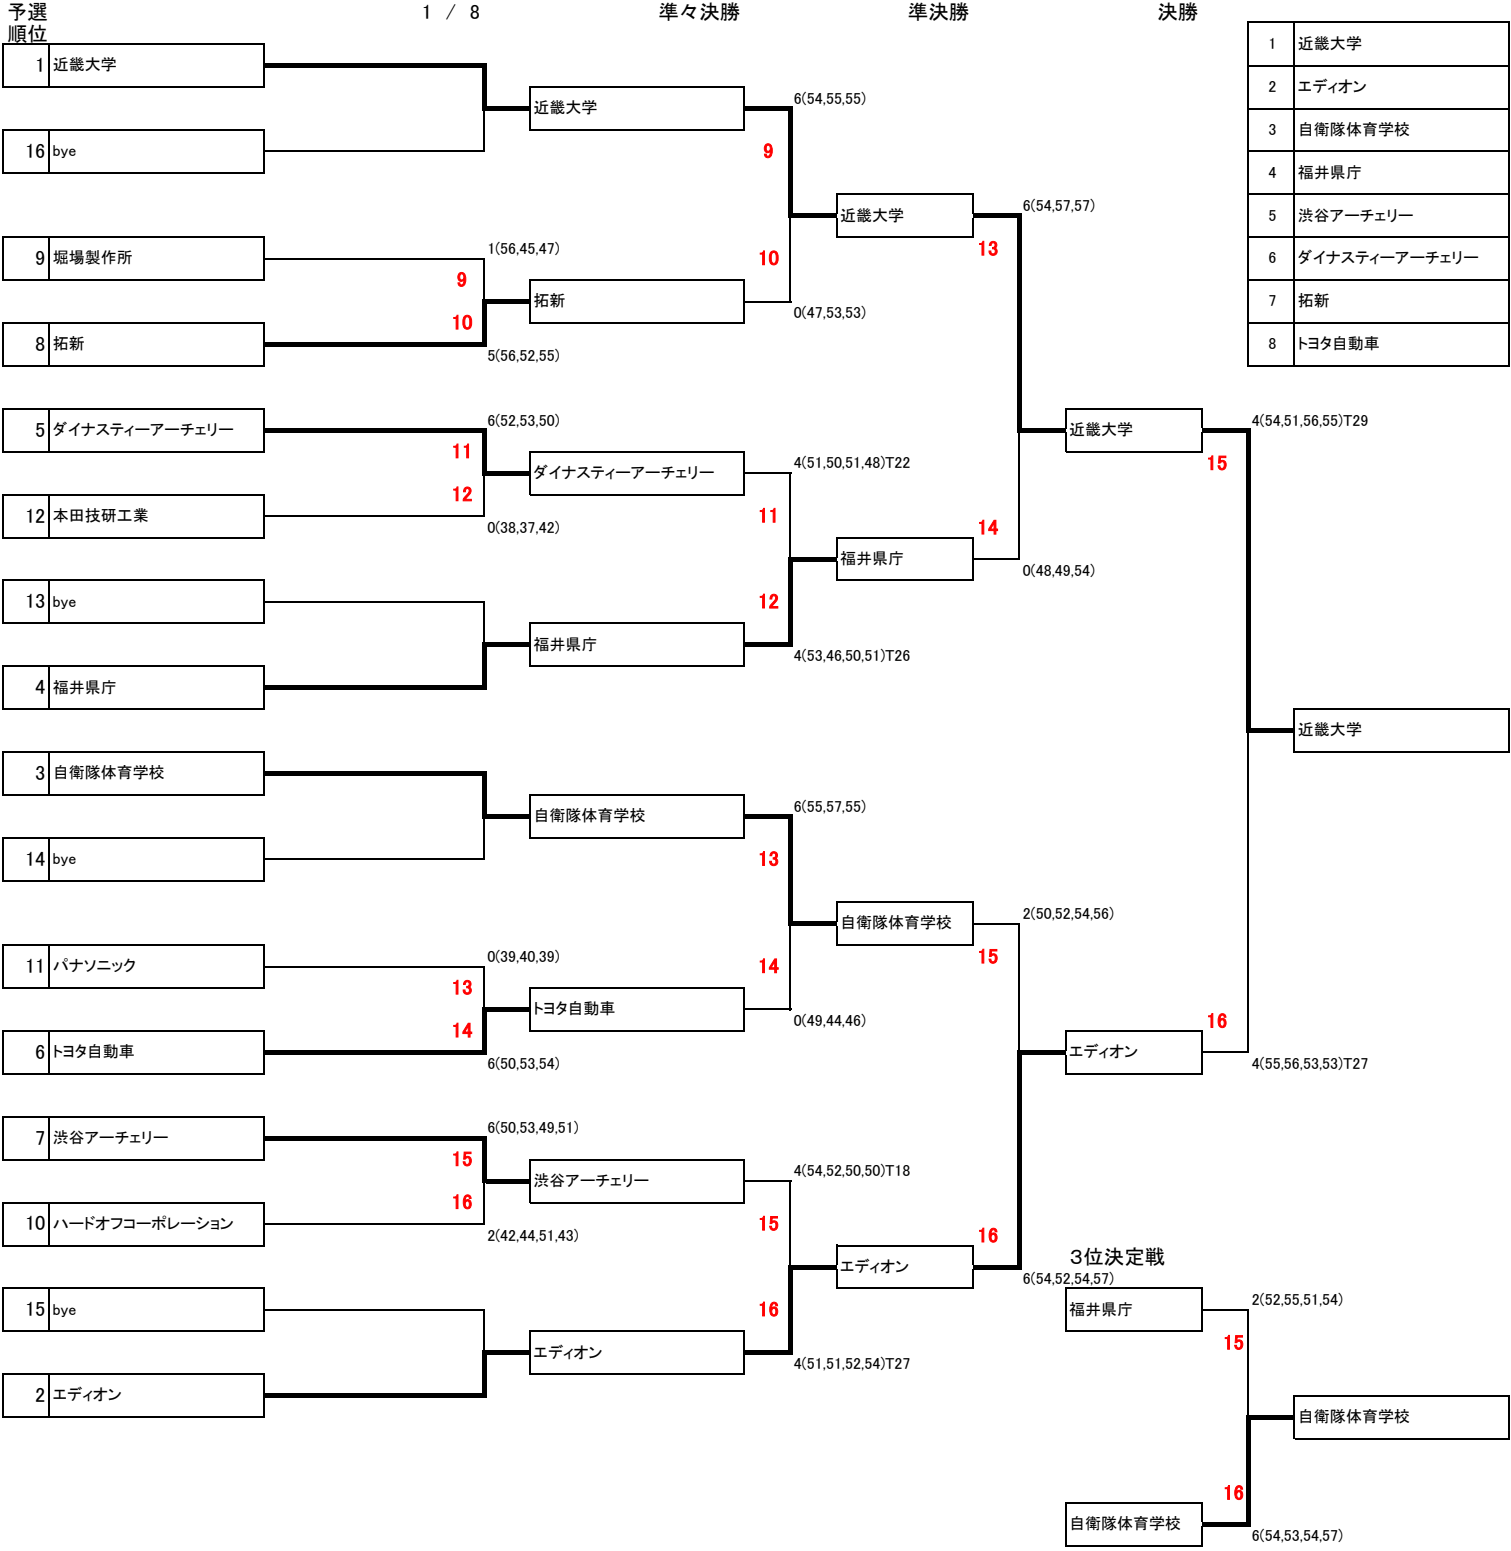 予選
順位
1 / 8
準々決勝
準決勝
決勝
1 近畿大学
2 エディオン
3 自衛隊体育学校
4 福井県庁
5 渋谷アーチェリー
6 ダイナスティーアーチェリー
7 拓新
8 トヨタ自動車
1 近畿大学
16 bye
9 堀場製作所
8 拓新
5 ダイナスティーアーチェリー
12 本田技研工業
13 bye
4 福井県庁
3 自衛隊体育学校
14 bye
11 パナソニック
6 トヨタ自動車
7 渋谷アーチェリー
10 ハードオフコーポレーション
15 bye
2 エディオン
1(56,45,47)
9
10
5(56,52,55)
6(52,53,50)
11
12
0(38,37,42)
0(39,40,39)
13
14
6(50,53,54)
6(50,53,49,51)
15
16
2(42,44,51,43)
近畿大学
拓新
ダイナスティーアーチェリー
福井県庁
自衛隊体育学校
トヨタ自動車
渋谷アーチェリー
エディオン
6(54,55,55)
9
10
0(47,53,53)
4(51,50,51,48)T22
11
12
4(53,46,50,51)T26
6(55,57,55)
13
14
0(49,44,46)
4(54,52,50,50)T18
15
16
4(51,51,52,54)T27
近畿大学
福井県庁
自衛隊体育学校
エディオン
6(54,57,57)
13
14
0(48,49,54)
2(50,52,54,56)
15
16
6(54,52,54,57)
近畿大学
エディオン
4(54,51,56,55)T29
15
16
4(55,56,53,53)T27
近畿大学
3位決定戦
福井県庁
2(52,55,51,54)
15
自衛隊体育学校
16
自衛隊体育学校
6(54,53,54,57)